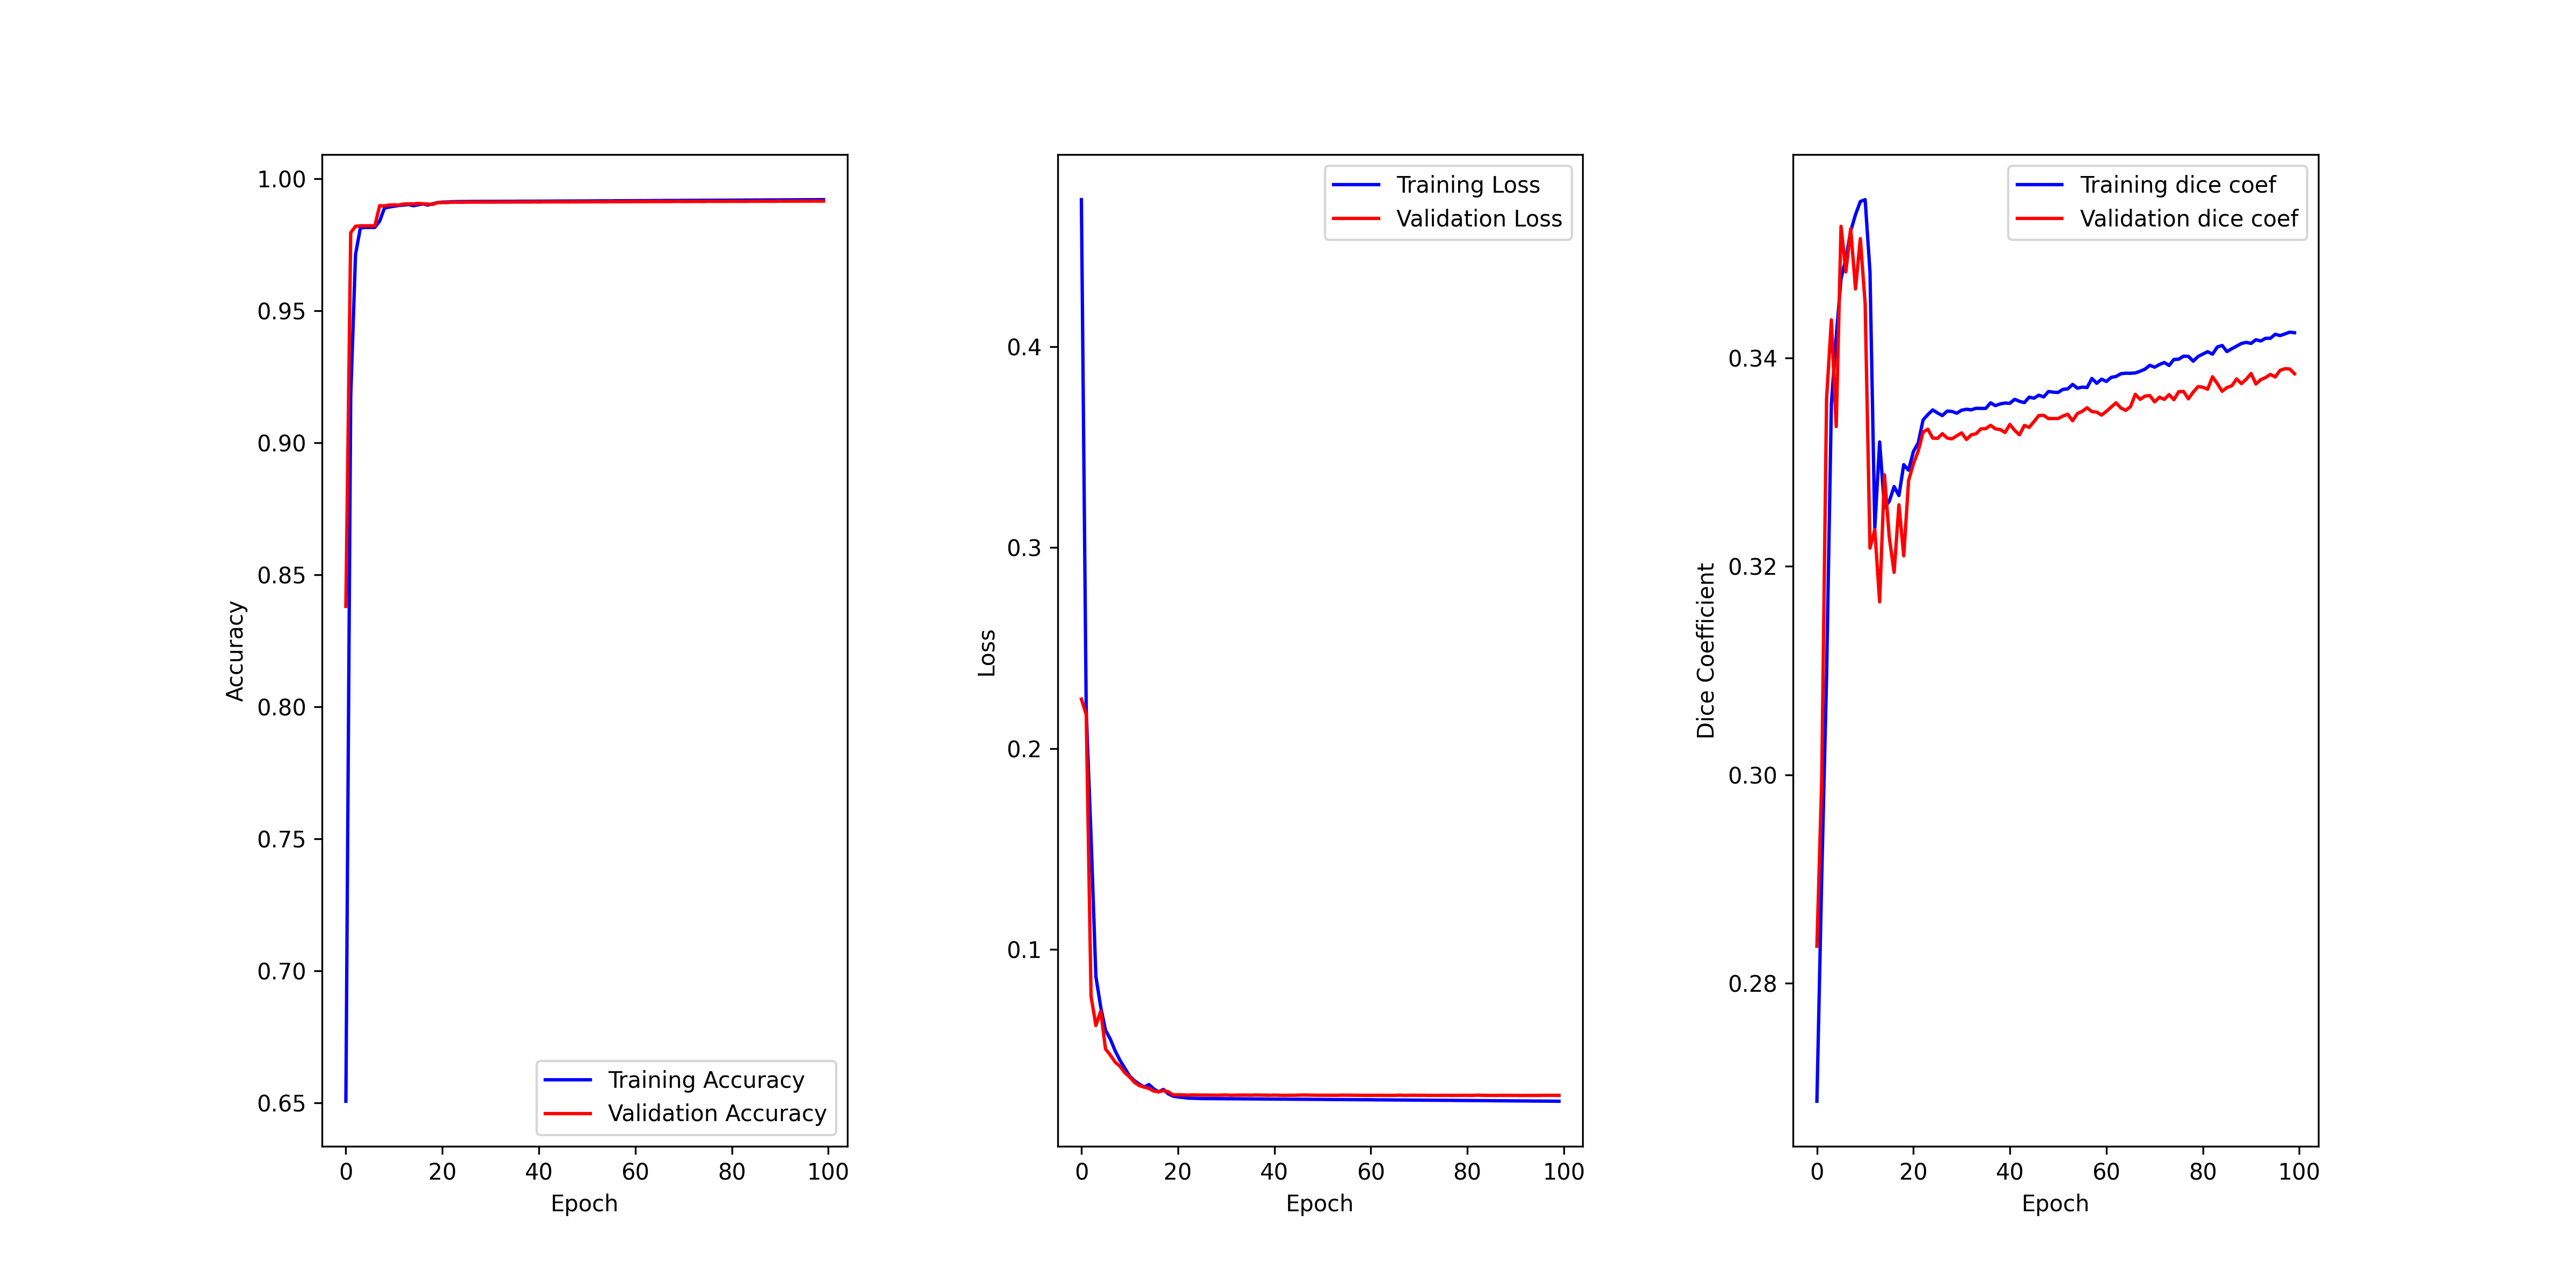 1.00
0.95
0.90
0.85
0.80
0.75
0.70
0.65
Accuracy
Training Accuracy
Validation Accuracy
0 20 40 60 80 100
Epoch
Training Loss
Validation Loss
0.4
0.3
0.2
0.1
Loss
0 20 40 60 80 100
Epoch
Training dice coef
Validation dice coef
0.34
0.32
0.30
0.28
Dice Coefficient
0 20 40 60 80 100
Epoch